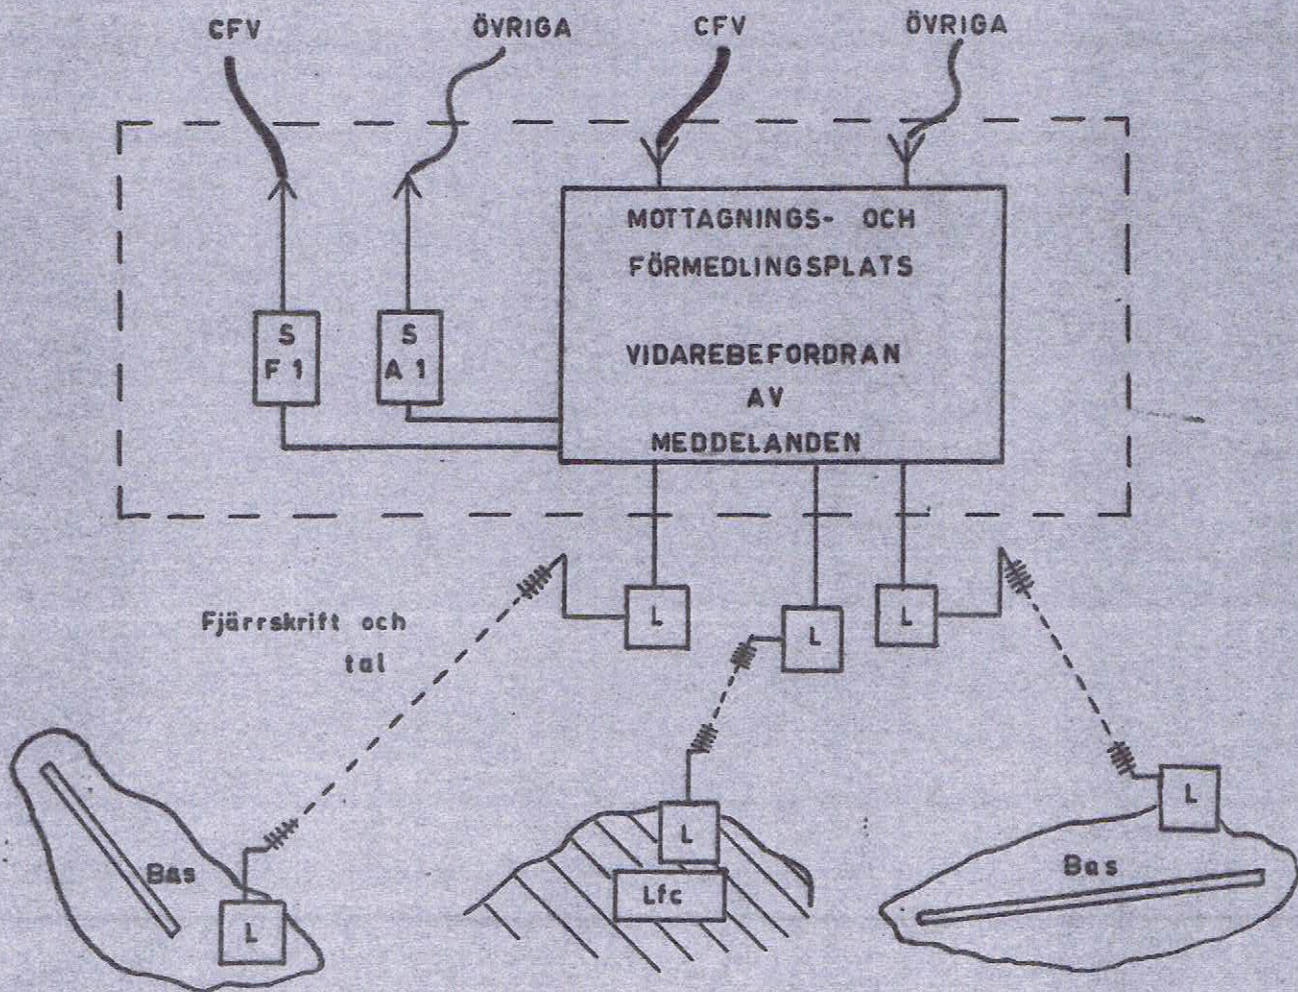 CFV
ÖVRIGA
CFV
ÖVRIGA
MOTTAGNINGS- OCH
FÖRMEDLINGSPLATS
VIDAREBEFORDRAN
AV
MEDDELANDEN
S
F 1
S
A 1
L
L
L
Fjärrskrift och
tal
Bas
L
L
Lfc
L
Bas